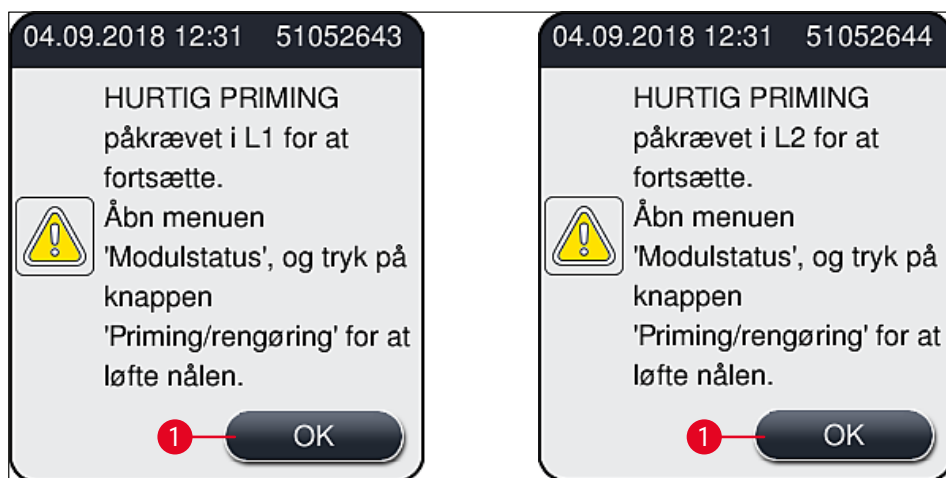 04.09.2018 12:31 51052643
HURTIG PRIMING
påkrævet i L1 for at
fortsætte.
Åbn menuen
'Modulstatus', og tryk på
knappen
'Priming/rengøring' for at
løfte nålen.
1
OK
04.09.2018 12:31 51052644
HURTIG PRIMING
påkrævet i L2 for at
fortsætte.
Åbn menuen
'Modulstatus', og tryk på
knappen
'Priming/rengøring' for at
løfte nålen.
1
OK